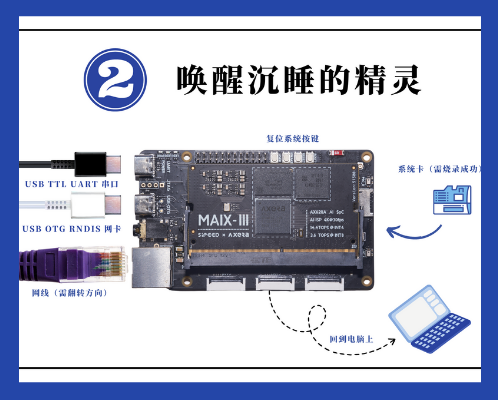 2
唤醒沉睡的精灵
复位系统按键
系统卡（需烧录成功）
USB TTL UART 串口
USB OTG RNDIS 网卡
网线（需翻转方向）
MAIX-III
SIPEED × AXERA
AX620A AI SoC
回到电脑上